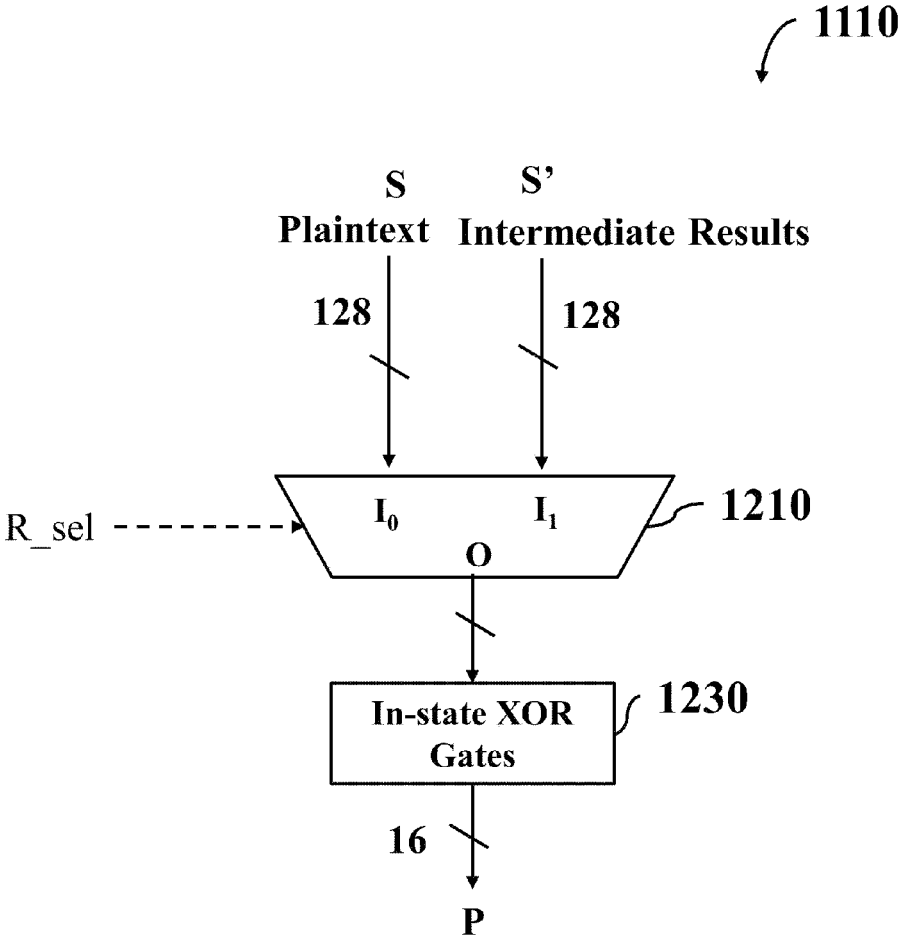 1110
S S’
Plaintext Intermediate Results
128 128
I₀ I₁
1210
R_sel
O
In-state XOR
Gates
1230
16
P